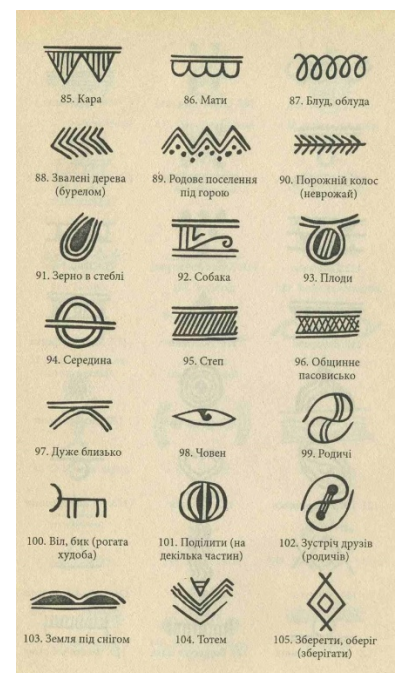 85. Кара
86. Мати
87. Блуд, облуда
88. Звалені дерева
(бурелом)
89. Родове поселення
під горою
90. Порожній колос
(неврожай)
91. Зерно в стеблі
92. Собака
93. Плоди
94. Середина
95. Степ
96. Общинне
пасовисько
97. Дуже близько
98. Човен
99. Родичі
100. Віл, бик (рогата
худоба)
101. Поділити (на
декілька частин)
102. Зустріч друзів
(родичів)
103. Земля під снігом
104. Тотем
105. Зберегти, оберіг
(зберігати)